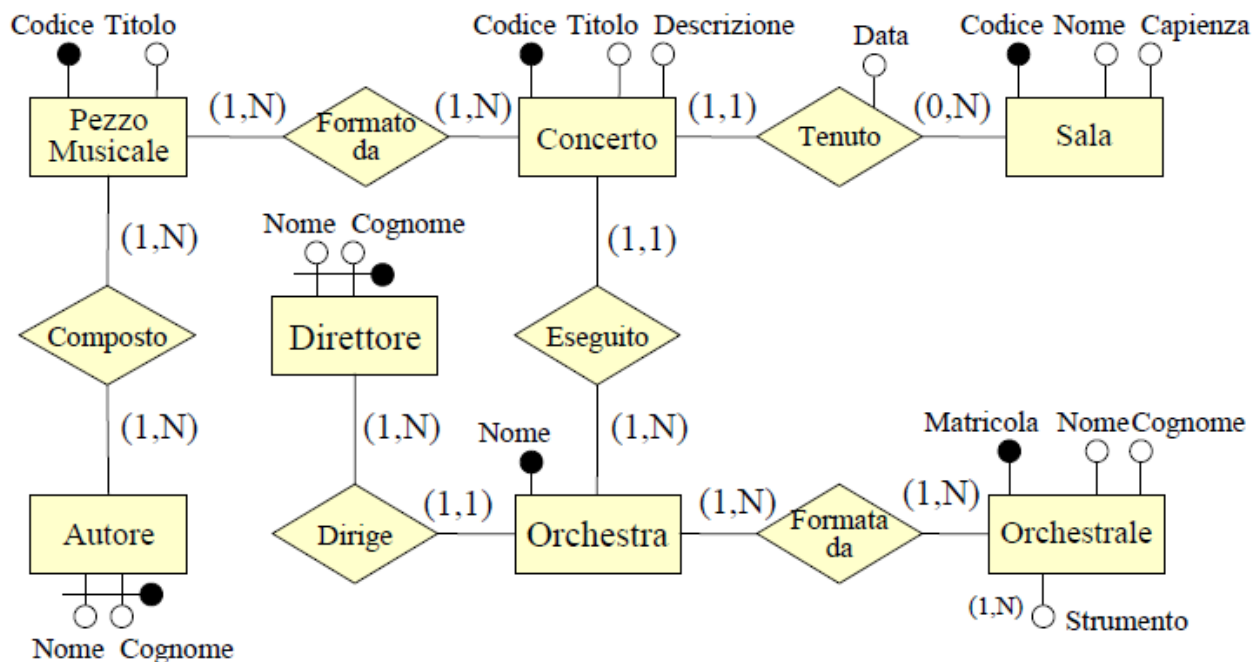 Codice Titolo
Codice Titolo Descrizione
Data
Codice Nome Capienza
Pezzo
Musicale
(1,N)
Formato
da
(1,N)
Concerto
(1,1)
Tenuto
(0,N)
Sala
(1,N)
Nome Cognome
(1,1)
Composto
Direttore
Eseguito
(1,N)
(1,N)
Nome
(1,N)
Matricola
Nome Cognome
Autore
Dirige
(1,1)
Orchestra
(1,N)
Formata
da
(1,N)
Orchestrale
Nome Cognome
(1,N)
Strumento